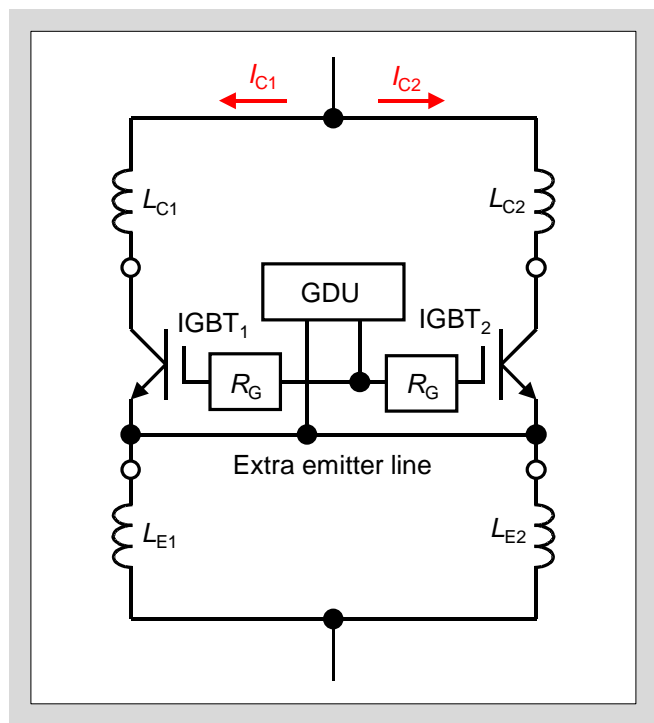 IC1 IC2
LC1
LC2
GDU
IGBT1
IGBT2
RG
RG
Extra emitter line
LE1
LE2